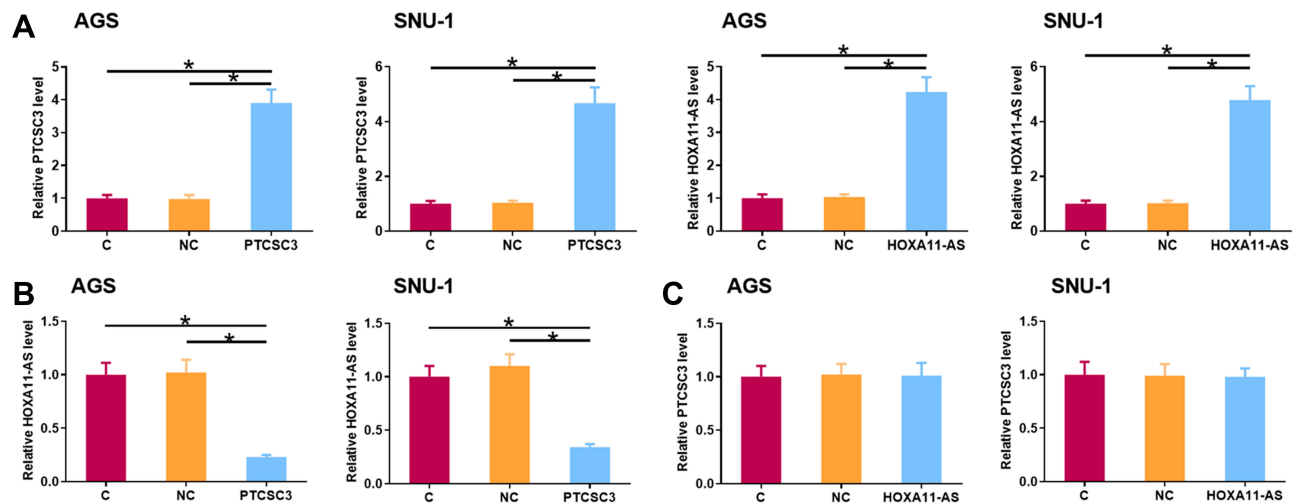 A
AGS
Relative PTCSC3 level
5
4
3
2
1
0
* 
*
C NC PTCSC3
SNU-1
Relative PTCSC3 level
6
4
2
0
*
*
C NC PTCSC3
AGS
Relative HOXA11-AS level
5
4
3
2
1
0
*
*
C NC HOXA11-AS
SNU-1
Relative HOXA11-AS level
6
4
2
0
*
*
C NC HOXA11-AS
B
AGS
Relative HOXA11-AS level
1.5
1.0
0.5
0.0
*
*
C NC PTCSC3
SNU-1
Relative HOXA11-AS level
1.5
1.0
0.5
0.0
*
*
C NC PTCSC3
C
AGS
Relative PTCSC3 level
1.5
1.0
0.5
0.0
C NC HOXA11-AS
SNU-1
Relative PTCSC3 level
1.5
1.0
0.5
0.0
C NC HOXA11-AS